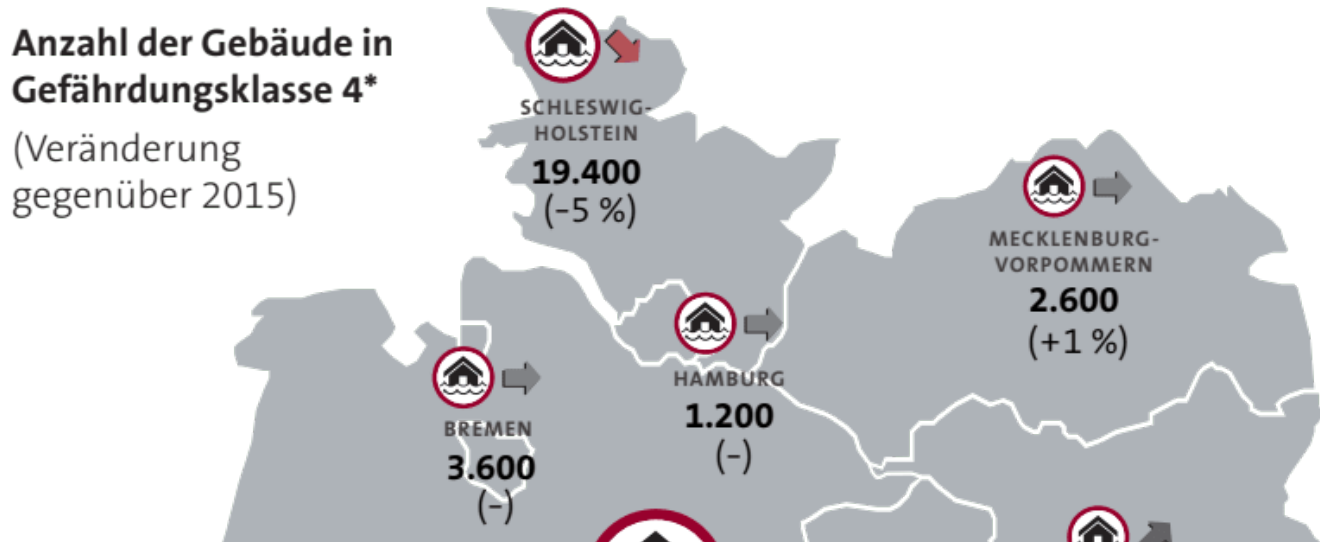 Anzahl der Gebäude in
Gefährdungsklasse 4*
(Veränderung
gegenüber 2015)
SCHLESWIG-
HOLSTEIN
19.400
(-5 %)
MECKLENBURG-
VORPOMMERN
2.600
(+1 %)
HAMBURG
1.200
(-)
BREMEN
3.600
(-)